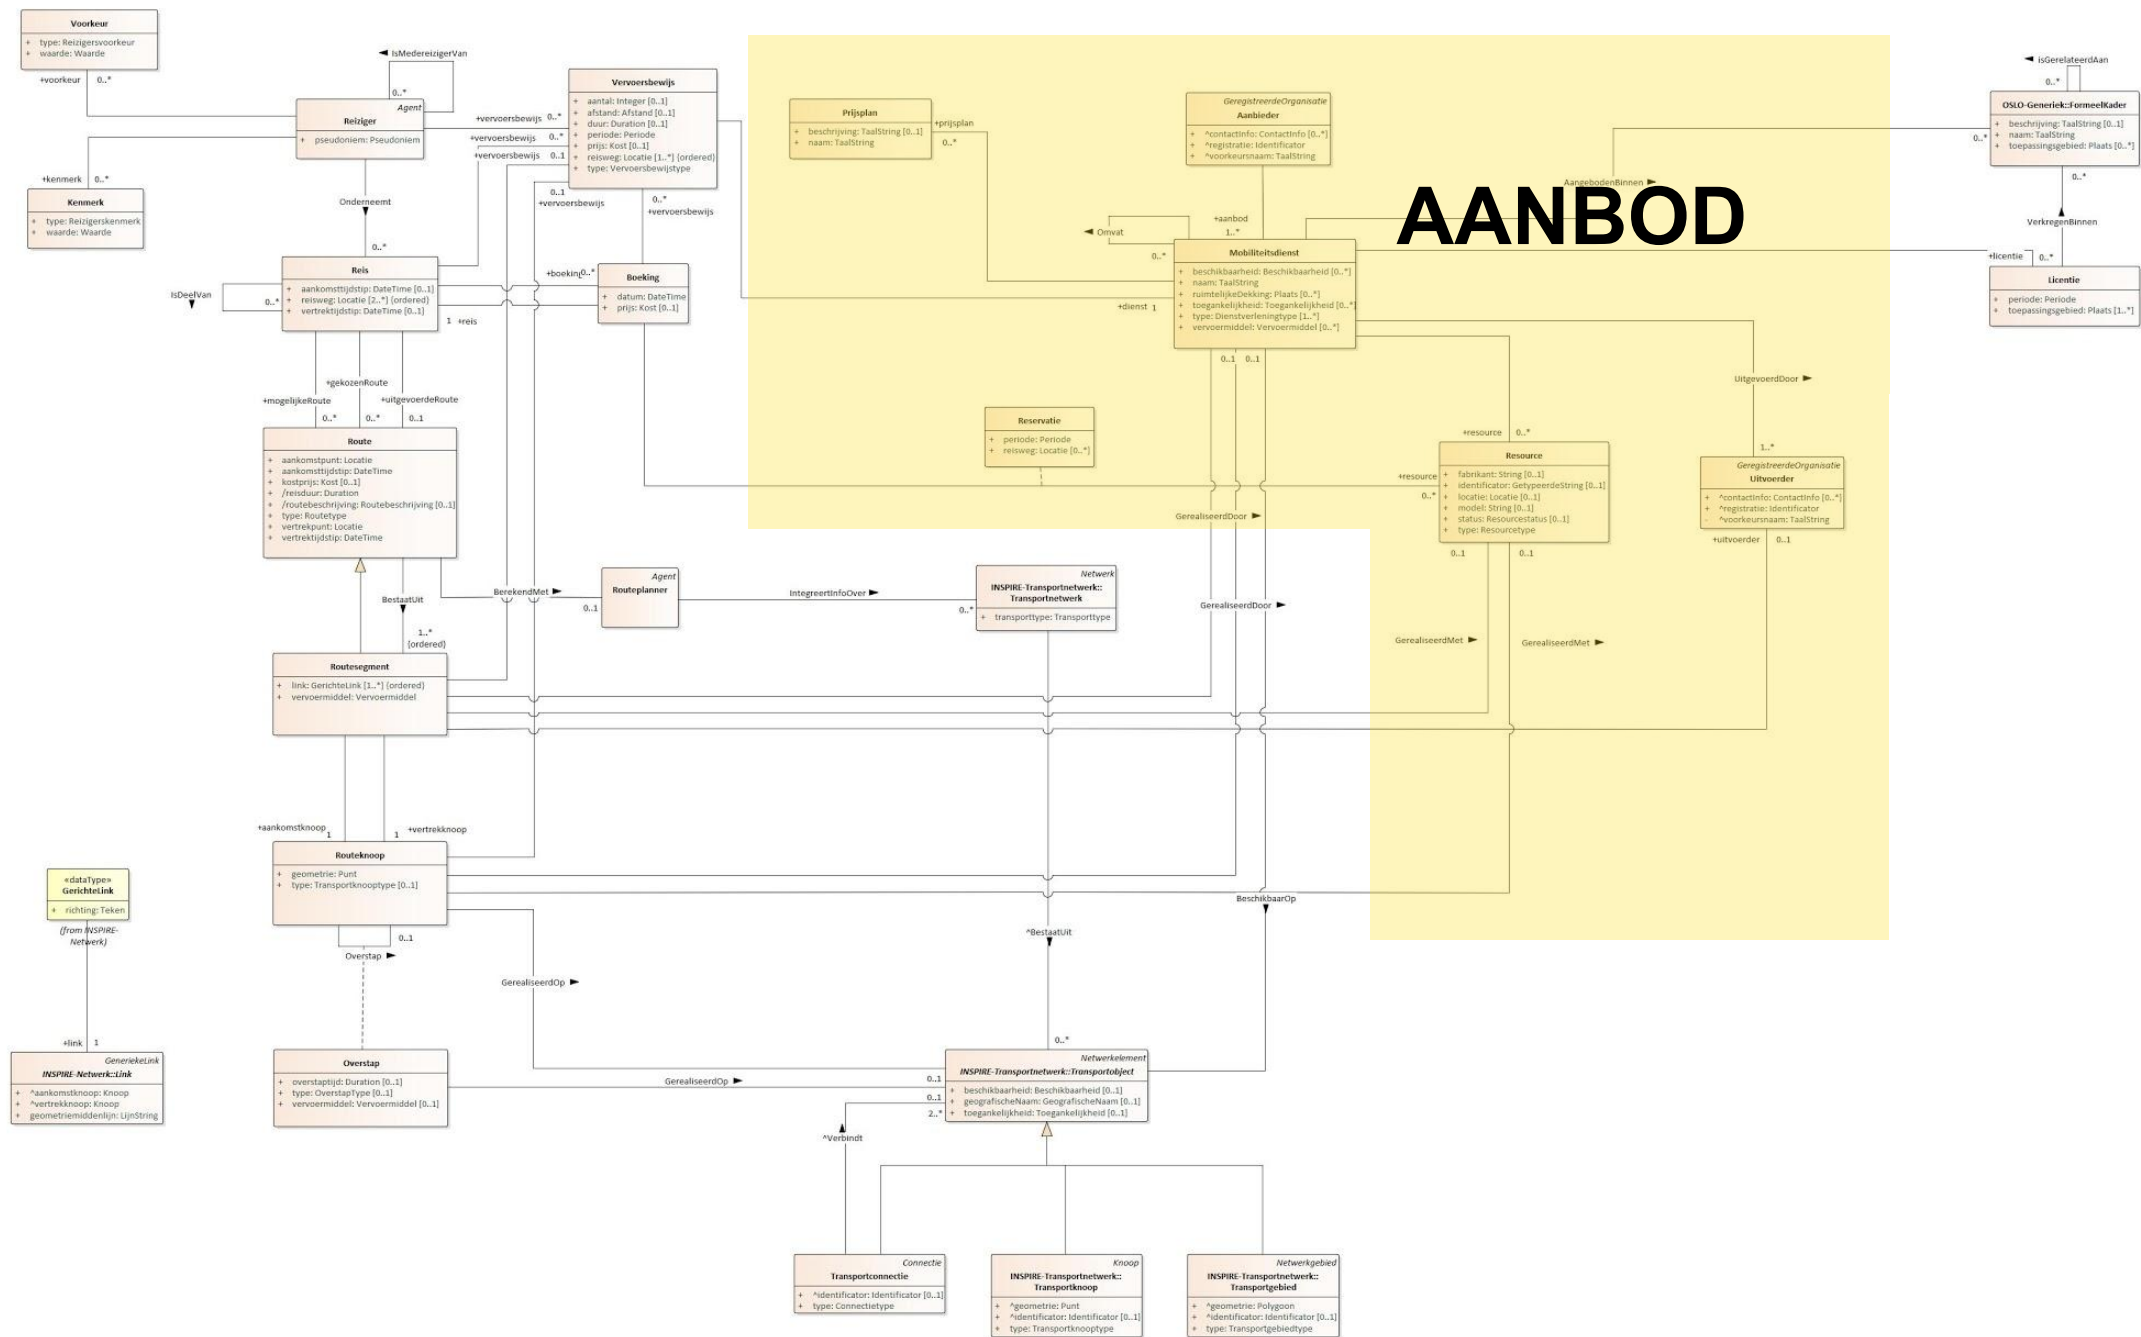 Voorkeur
+ type: Reizigersvoorkeur
+ waarde: Waarde
+voorkeur 0..*
◄ IsMedereizigerVan
0..*
Agent
Reiziger
+ pseudoniem: Pseudoniem
+kenmerk 0..*
Kenmerk
+ type: Reizigerskenmerk
+ waarde: Waarde
Onderneemt
0..*
Vervoersbewijs
+ aantal: Integer [0..1]
+ afstand: Afstand [0..1]
+ duur: Duration [0..1]
+ periode: Periode
+ prijs: Kost [0..1]
+ reisweg: Locatie [1..*] {ordered}
+ type: Vervoersbewijstype
+vervoersbewijs 0..*
+vervoersbewijs 0..*
+vervoersbewijs 0..1
0..1
+vervoersbewijs
0..*
+vervoersbewijs
Reis
+ aankomsttijdstip: DateTime [0..1]
+ reisweg: Locatie [2..*] {ordered}
+ vertrektijdstip: DateTime [0..1]
IsDeelVan
0..*
1 +reis
+boeking 0..*
Boeking
+ datum: DateTime
+ prijs: Kost [0..1]
+gekozenRoute
+mogelijkeRoute
+uitgevoerdeRoute
0..* 0..* 0..1
Route
+ aankomstpunt: Locatie
+ aankomsttijdstip: DateTime
+ kostprijs: Kost [0..1]
+ /reisduur: Duration
+ /routebeschrijving: Routebeschrijving [0..1]
+ type: Routetype
+ vertrekpunt: Locatie
+ vertrektijdstip: DateTime
BestaatUit
1..*
{ordered}
BerekendMet ►
0..1
Agent
Routeplanner
IntegreertInfoOver ►
0..*
Netwerk
INSPIRE-Transportnetwerk::
Transportnetwerk
+ transporttype: Transporttype
Routesegment
+ link: GerichteLink [1..*] {ordered}
+ vervoermiddel: Vervoermiddel
+aankomstknoop 1
1 +vertrekknoop
Routeknoop
+ geometrie: Punt
+ type: Transportknooptype [0..1]
0..1
Overstap ►
Overstap
+ overstaptijd: Duration [0..1]
+ type: OverstapType [0..1]
+ vervoermiddel: Vervoermiddel [0..1]
GerealiseerdOp ►
GerealiseerdOp ►
«dataType»
GerichteLink
+ richting: Teken
(from INSPIRE-
Netwerk)
+link 1
GeneriekeLink
INSPIRE-Netwerk::Link
+ ^aankomstknoop: Knoop
+ ^vertrekknoop: Knoop
+ geometriemiddenlijn: LijnString
AANBOD
Prijsplan
+ beschrijving: TaalString [0..1]
+ naam: TaalString
+prijsplan
0..*
GeregistreerdeOrganisatie
Aanbieder
+ ^contactInfo: ContactInfo [0..*]
+ ^registratie: Identificator
+ ^voorkeursnaam: TaalString
+aanbod
1..*
◄ Omvat
0..*
Mobiliteitsdienst
+ beschikbaarheid: Beschikbaarheid [0..*]
+ naam: TaalString
+ ruimtelijkeDekking: Plaats [0..*]
+ toegankelijkheid: Toegankelijkheid [0..*]
+ type: Dienstverleningtype [1..*]
+ vervoermiddel: Vervoermiddel [0..*]
+dienst 1
0..1 0..1
AangebodenBinnen ►
◄ isGerelateerdAan
0..*
OSLO-Generiek::FormeelKader
+ beschrijving: TaalString [0..1]
+ naam: TaalString
+ toepassingsgebied: Plaats [0..*]
0..*
0..*
VerkregenBinnen
+licentie 0..*
Licentie
+ periode: Periode
+ toepassingsgebied: Plaats [1..*]
UitgevoerdDoor ►
1..*
Reservatie
+ periode: Periode
+ reisweg: Locatie [0..*]
+resource 0..*
+resource
0..*
Resource
+ fabrikant: String [0..1]
+ identificator: GetypeerdeString [0..1]
+ locatie: Locatie [0..1]
+ model: String [0..1]
+ status: Resourcestatus [0..1]
+ type: Resourcetype
0..1 0..1
GeregistreerdeOrganisatie
Uitvoerder
+ ^contactInfo: ContactInfo [0..*]
+ ^registratie: Identificator
- ^voorkeursnaam: TaalString
+uitvoerder 0..1
GerealiseerdDoor ►
GerealiseerdDoor ►
GerealiseerdMet ►
GerealiseerdMet ►
BeschikbaarOp
^BestaatUit
0..*
Netwerkelement
INSPIRE-Transportnetwerk::Transportobject
+ beschikbaarheid: Beschikbaarheid [0..1]
+ geografischeNaam: GeografischeNaam [0..1]
+ toegankelijkheid: Toegankelijkheid [0..1]
0..1
0..1
2..*
^Verbindt
Connectie
Transportconnectie
+ ^identificator: Identificator [0..1]
+ type: Connectietype
Knoop
INSPIRE-Transportnetwerk::
Transportknoop
+ ^geometrie: Punt
+ ^identificator: Identificator [0..1]
+ type: Transportknooptype
Netwerkgebied
INSPIRE-Transportnetwerk::
Transportgebied
+ ^geometrie: Polygoon
+ ^identificator: Identificator [0..1]
+ type: Transportgebiedtype